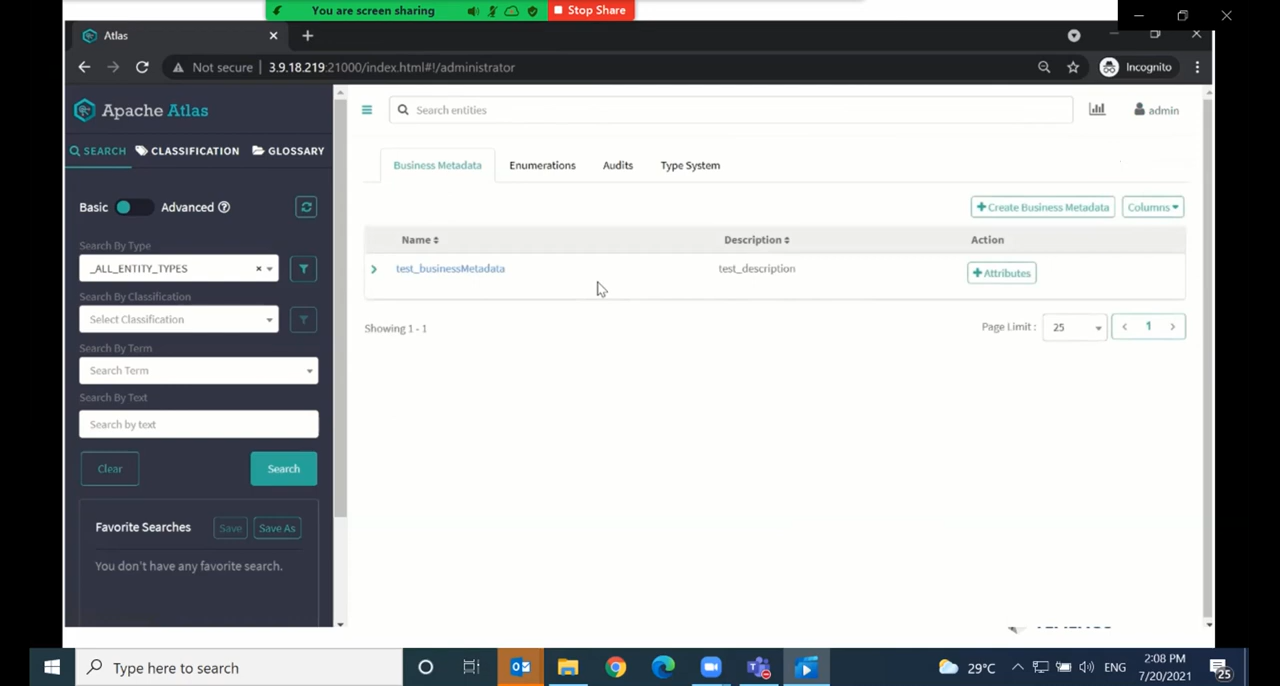 You are screen sharing
Stop Share
Atlas
Not secure
3.9.18.219:21000/index.html#!/administrator
Incognito
Apache Atlas
Search entities
admin
SEARCH
CLASSIFICATION
GLOSSARY
Business Metadata
Enumerations
Audits
Type System
Basic
Advanced
Create Business Metadata
Columns
Search By Type
_ALL_ENTITY_TYPES
Name
Description
Action
test_businessMetadata
test_description
Attributes
Search By Classification
Select Classification
Showing 1 - 1
Page Limit :
25
1
Search By Term
Search Term
Search By Text
Search by text
Clear
Search
Favorite Searches
Save
Save As
You don't have any favorite search.
Type here to search
29°C
ENG
2:08 PM
7/20/2021
25